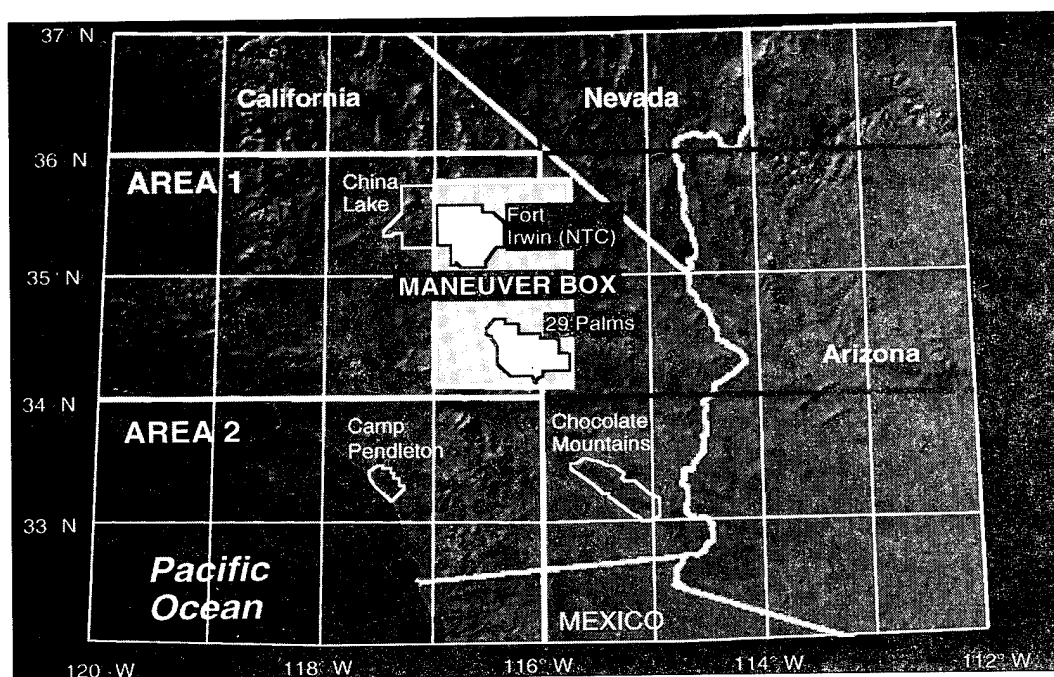 37 N
California
Nevada
36 N
AREA 1
China
Lake
Fort
Irwin (NTC)
35 N
MANEUVER BOX
29 Palms
Arizona
34 N
AREA 2
Camp
Pendleton
Chocolate
Mountains
33 N
Pacific
Ocean
MEXICO
120 ° W
118 ° W
116° W
114 ° W
112 ° W